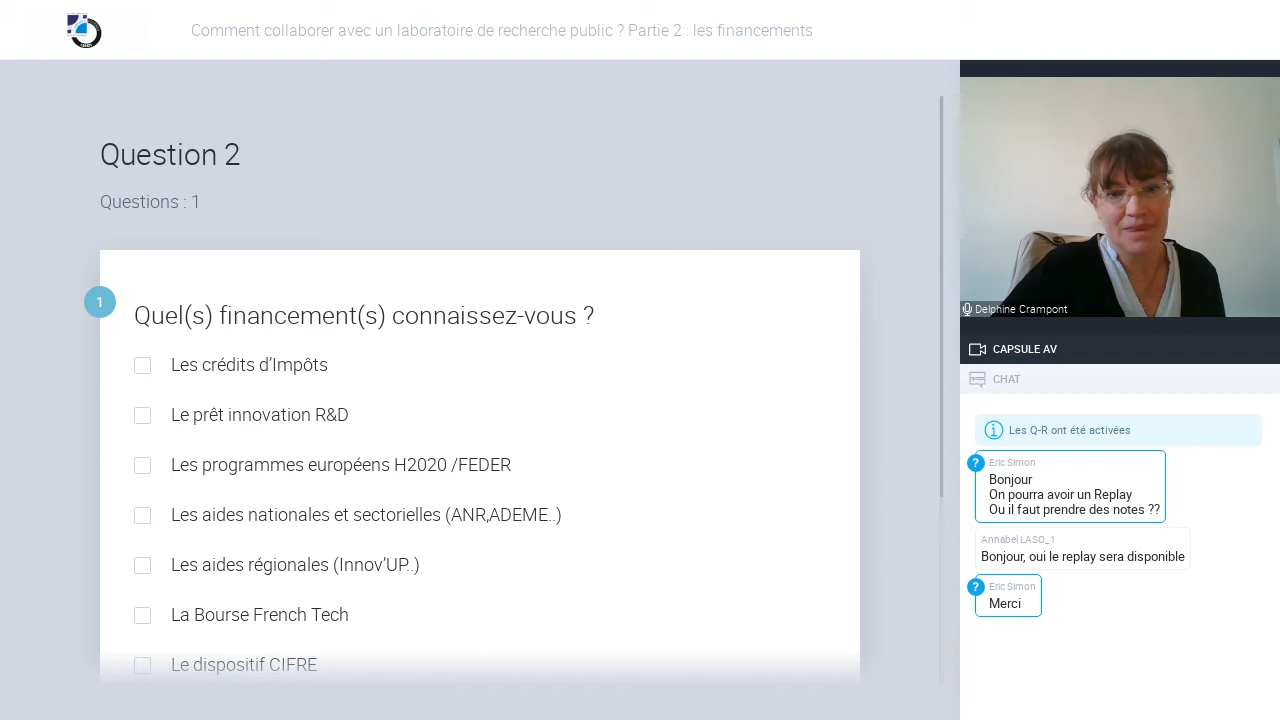 Comment collaborer avec un laboratoire de recherche public ? Partie 2 : les financements
Question 2
Questions : 1
1
Quel(s) financement(s) connaissez-vous ?
Les crédits d’Impôts
Le prêt innovation R&D
Les programmes européens H2020 /FEDER
Les aides nationales et sectorielles (ANR,ADEME..)
Les aides régionales (Innov’UP..)
La Bourse French Tech
Le dispositif CIFRE
Delphine Crampont
CAPSULE AV
CHAT
Les Q-R ont été activées
?
Eric Simon
Bonjour
On pourra avoir un Replay
Ou il faut prendre des notes ??
Annabel LASO_1
Bonjour, oui le replay sera disponible
?
Eric Simon
Merci